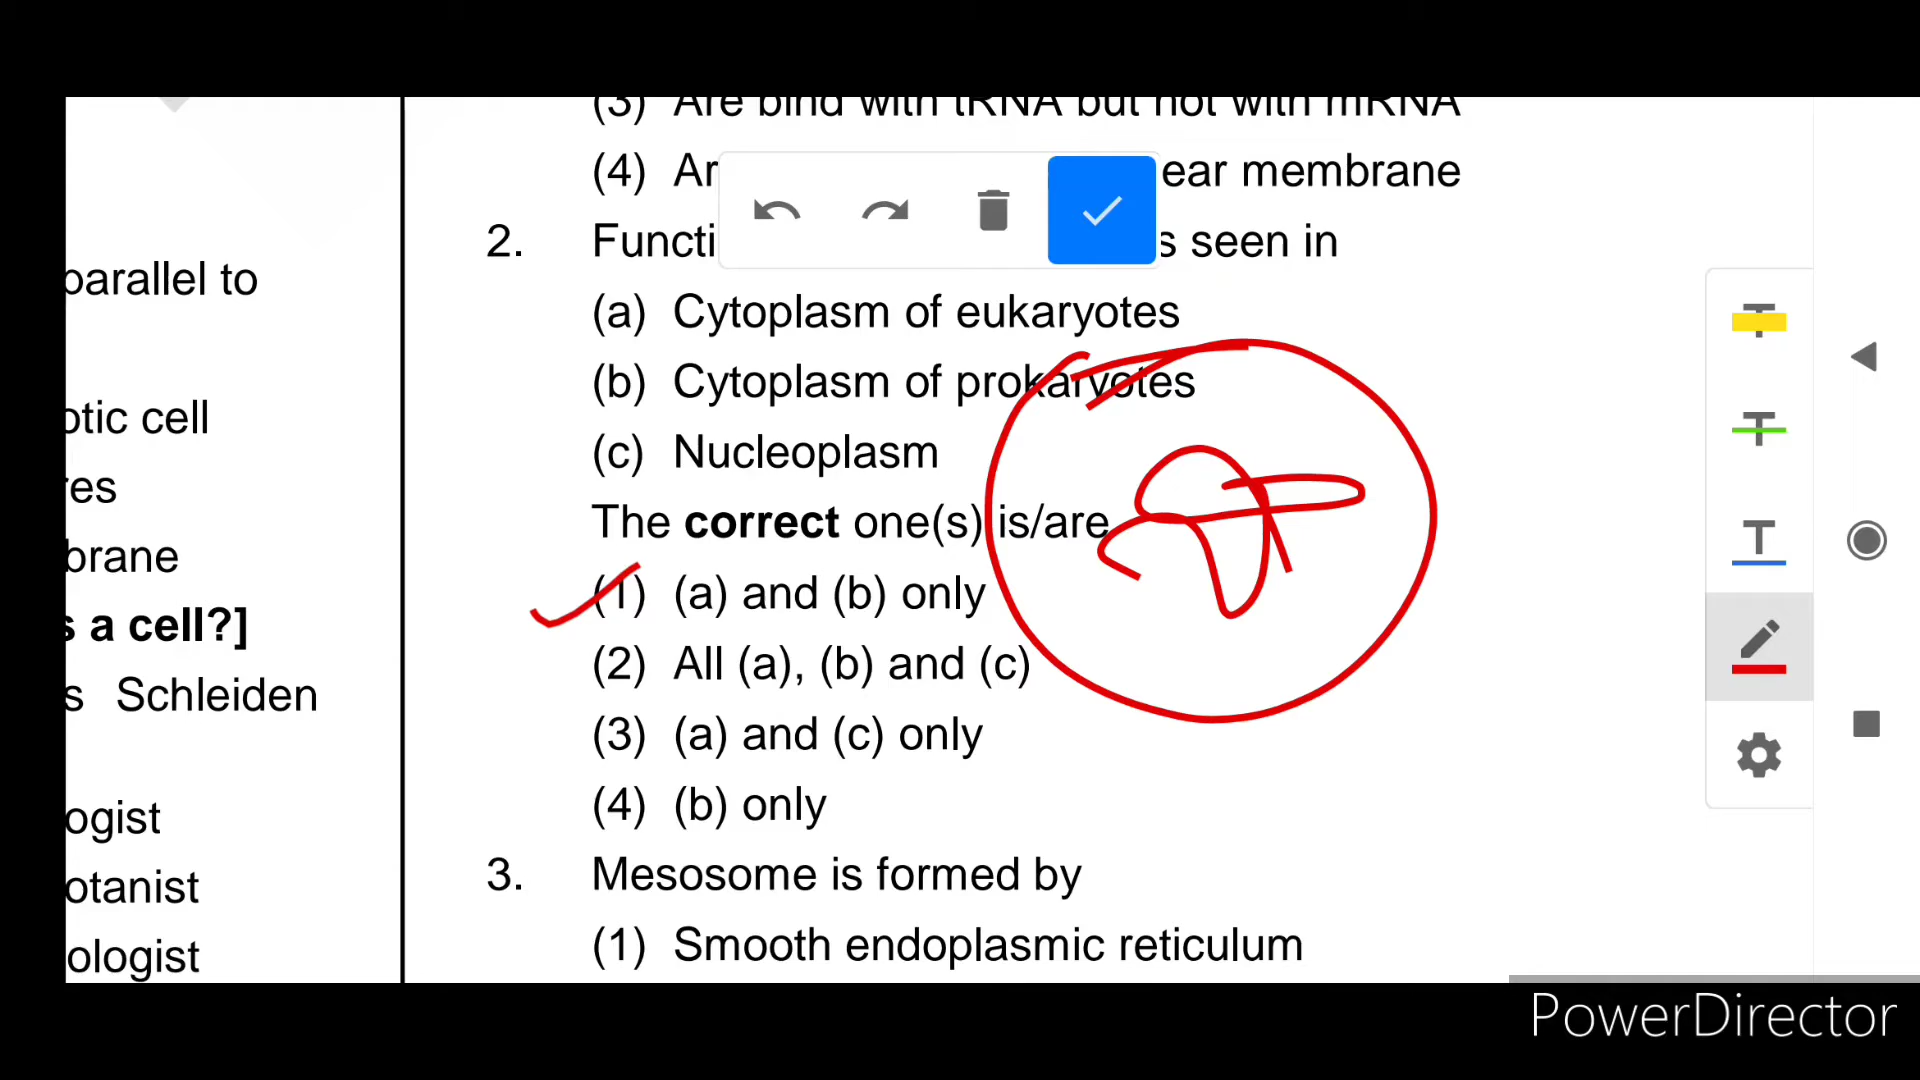 parallel to
otic cell
res
brane
s a cell?]
s Schleiden
ogist
otanist
ologist
(3) Are bind with tRNA but not with mRNA
(4) Ar ear membrane
2. Functi s seen in
(a) Cytoplasm of eukaryotes
(b) Cytoplasm of prokaryotes
(c) Nucleoplasm
The correct one(s) is/are
(1) (a) and (b) only
(2) All (a), (b) and (c)
(3) (a) and (c) only
(4) (b) only
3. Mesosome is formed by
(1) Smooth endoplasmic reticulum
T
T
T
PowerDirector